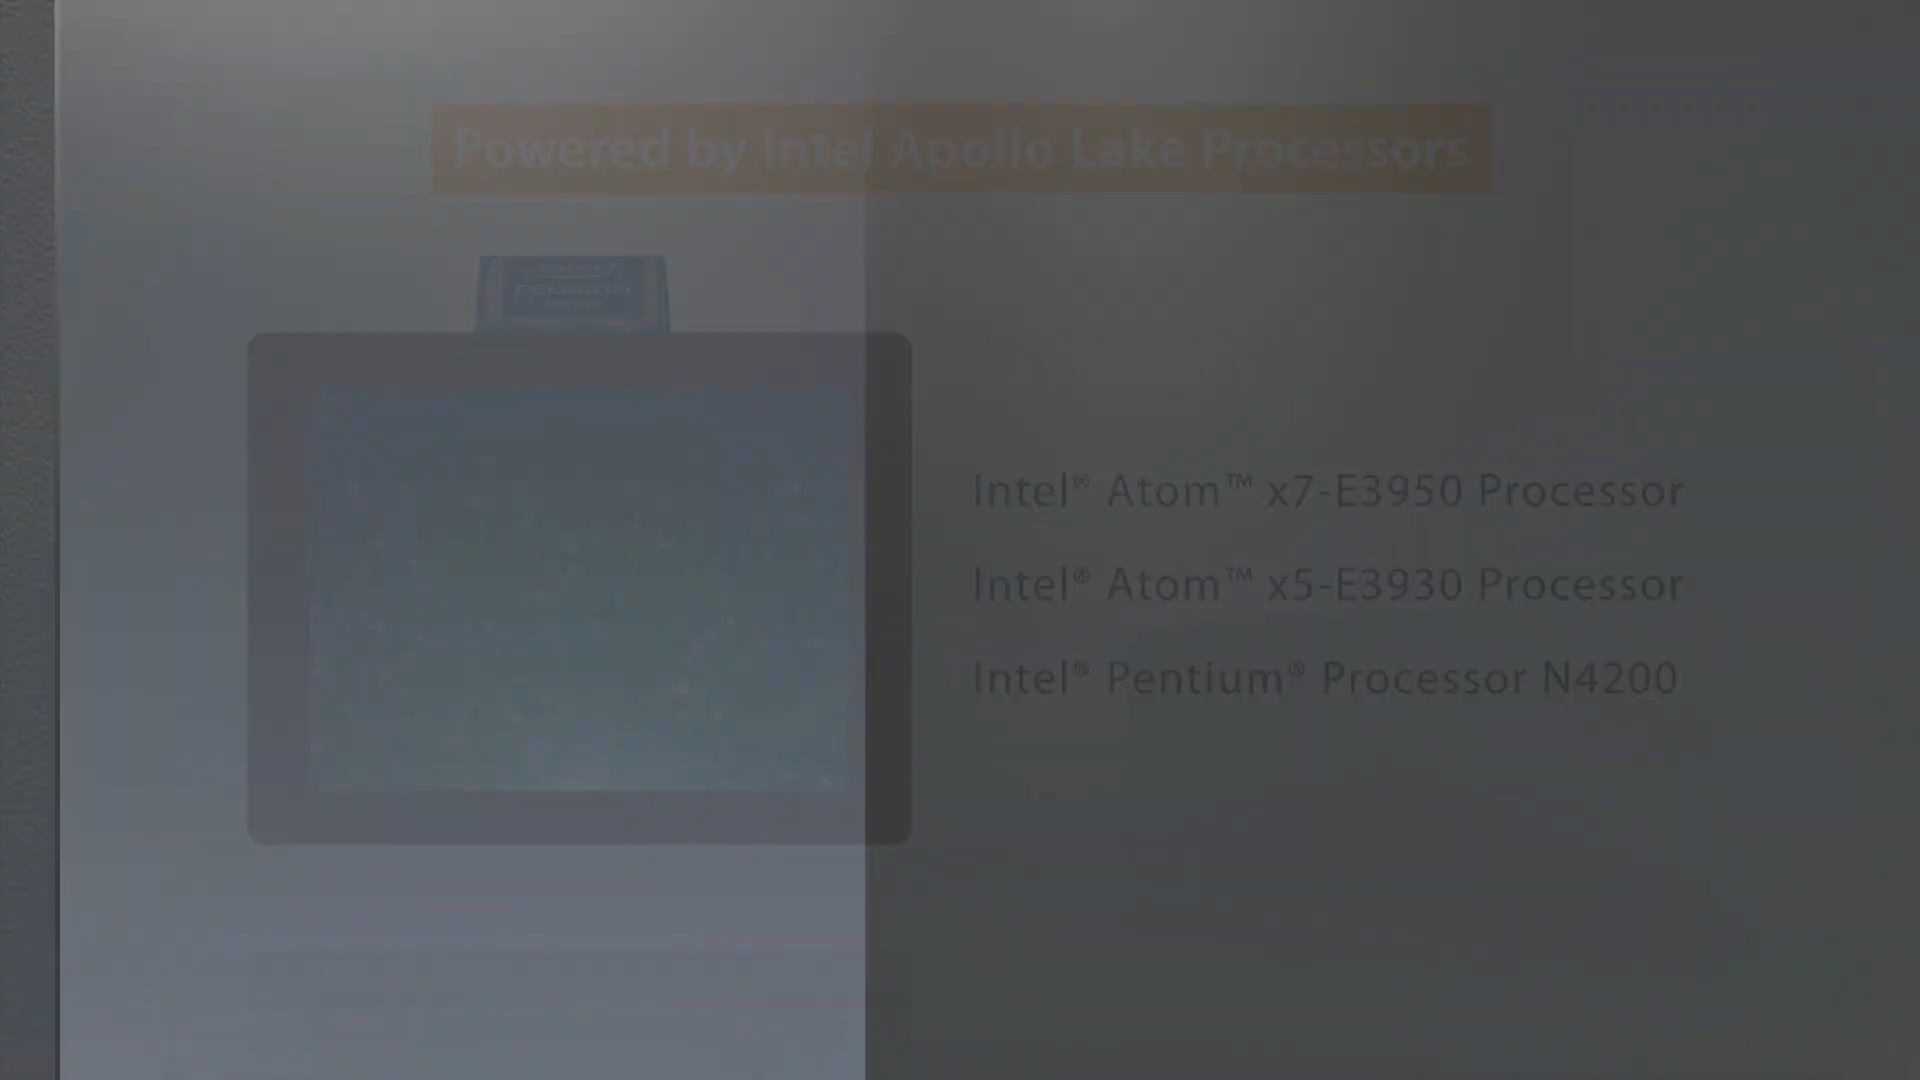 Powered by Intel Apollo Lake Processors
Intel® Atom™ x7-E3950 Processor
Intel® Atom™ x5-E3930 Processor
Intel® Pentium® Processor N4200